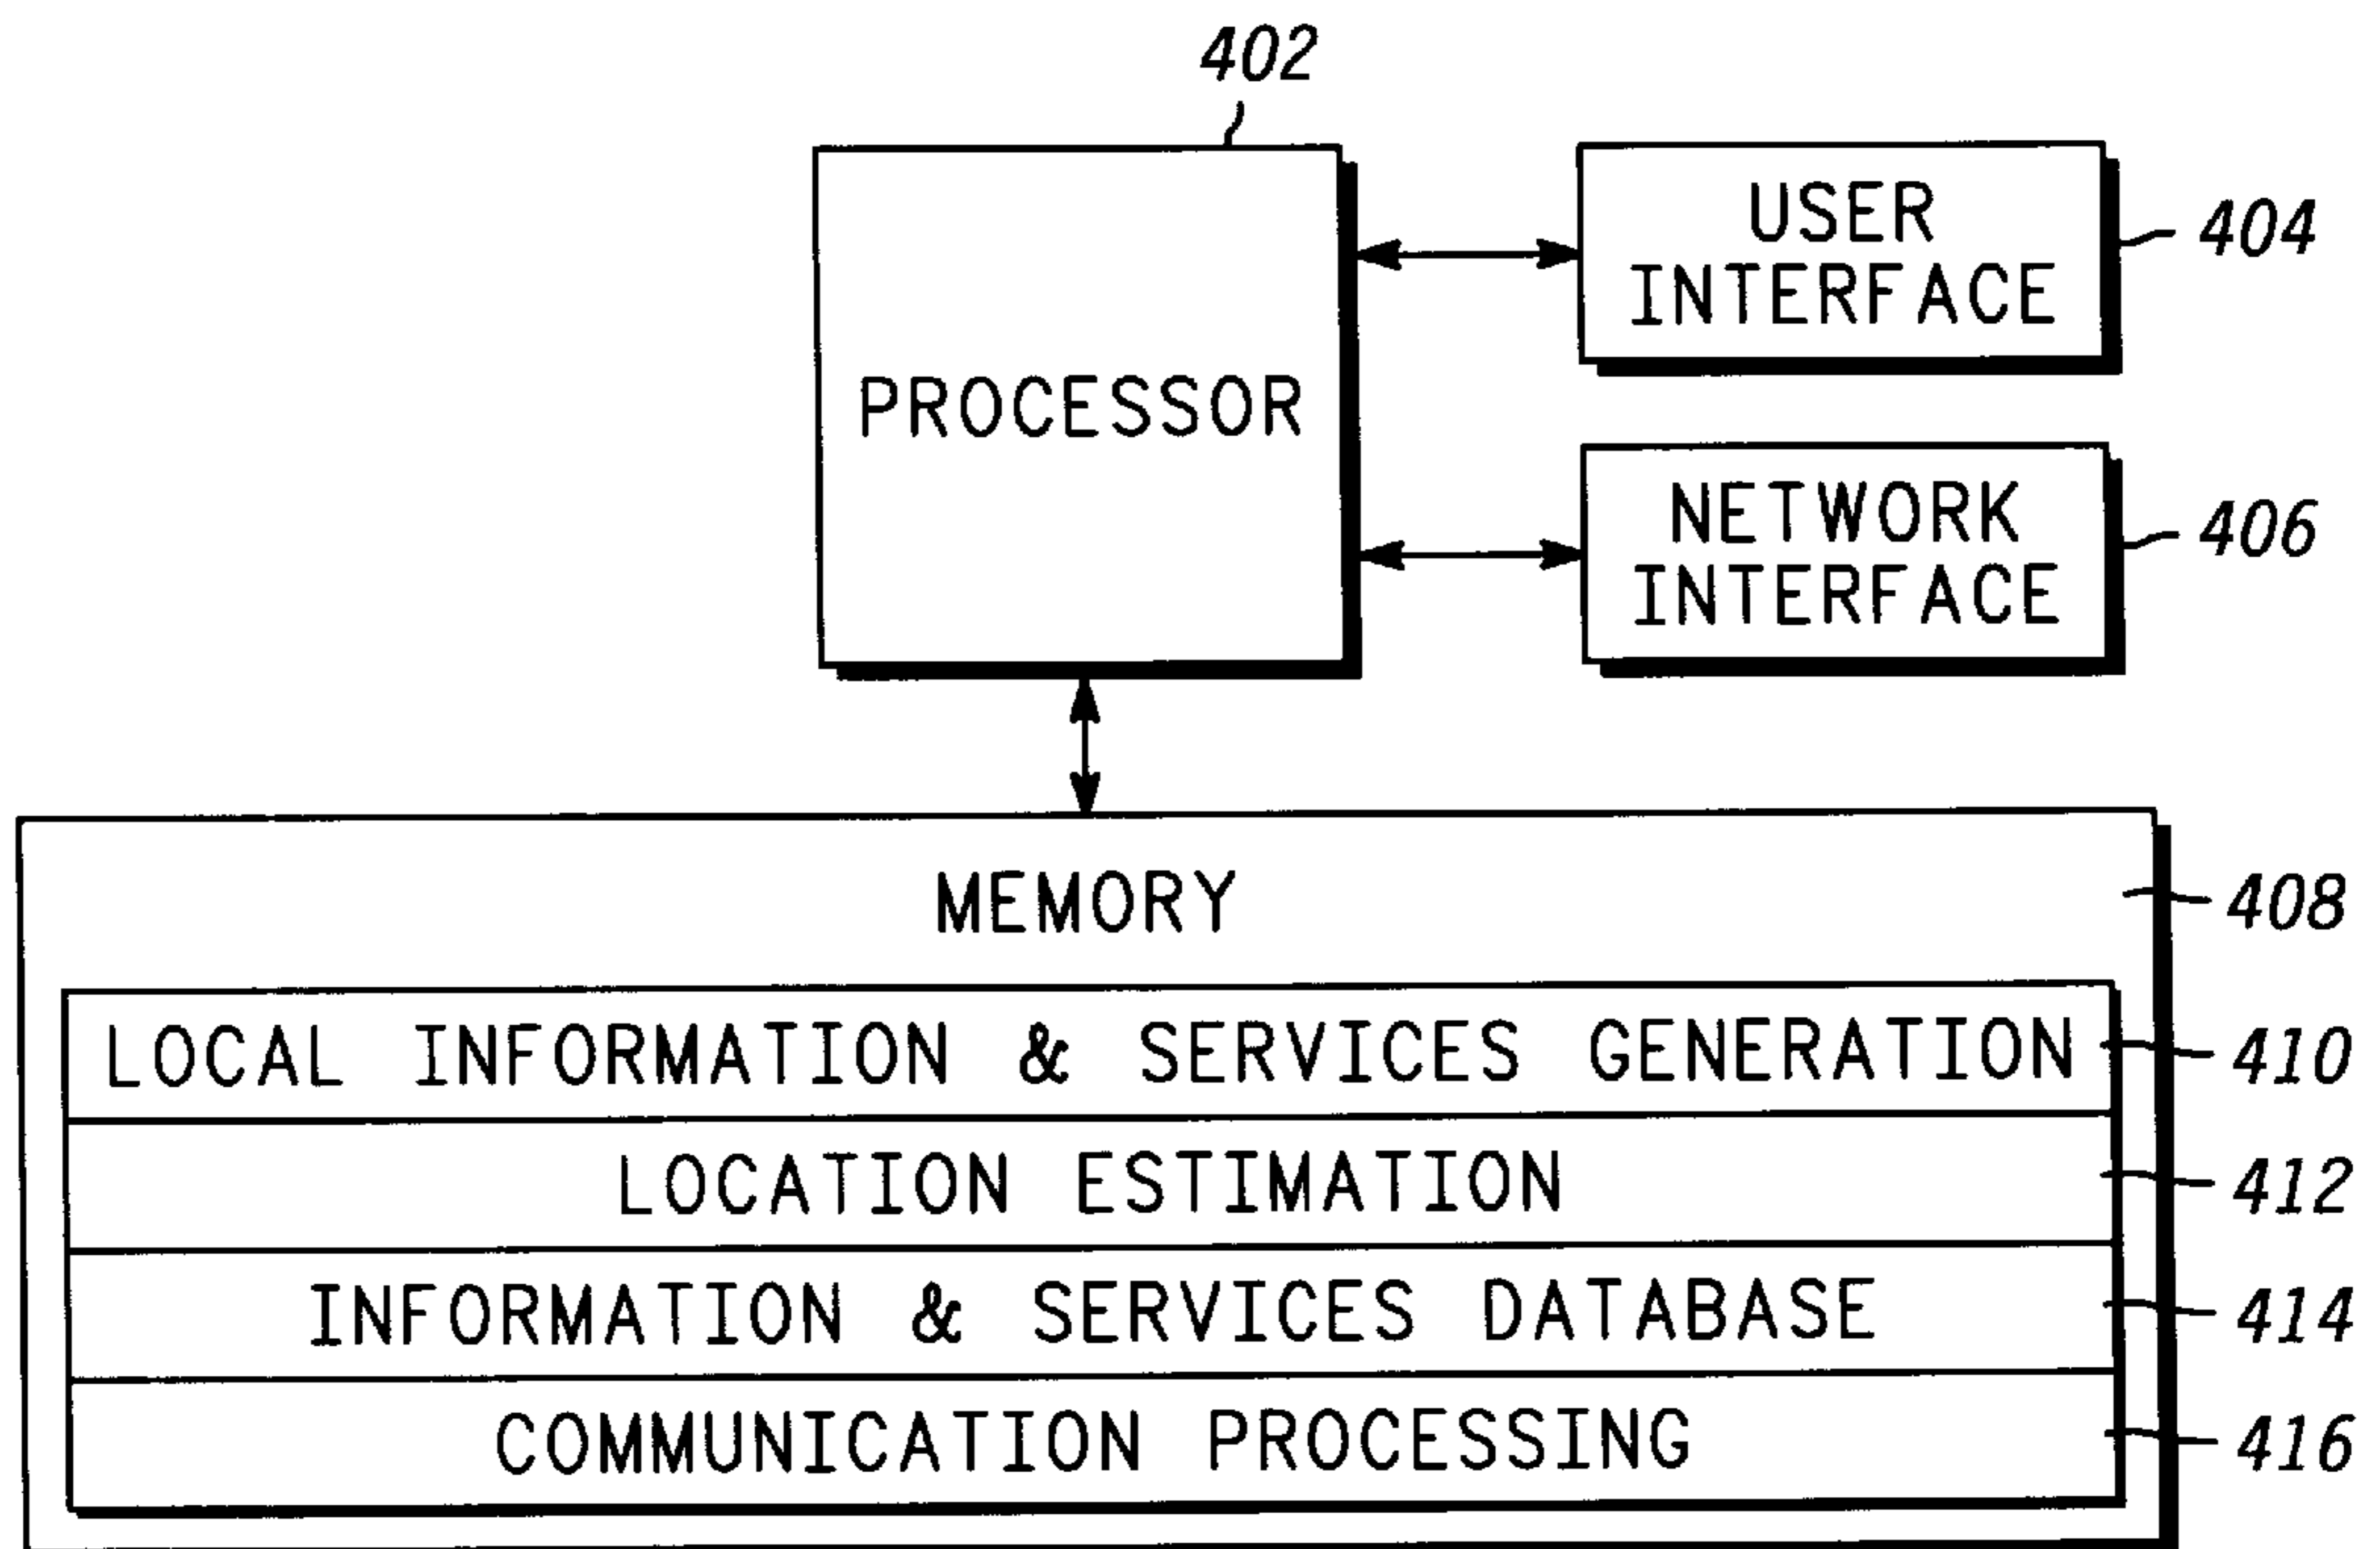 402
USER
INTERFACE
404
PROCESSOR
NETWORK
INTERFACE
406
MEMORY
408
LOCAL INFORMATION & SERVICES GENERATION
410
LOCATION ESTIMATION
412
INFORMATION & SERVICES DATABASE
414
COMMUNICATION PROCESSING
416